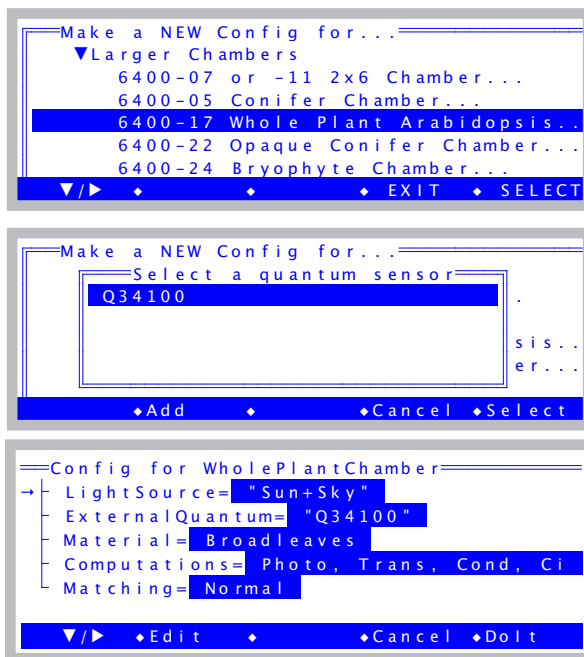 Make a NEW Config for...
▼Larger Chambers
6400-07 or -11 2x6 Chamber...
6400-05 Conifer Chamber...
6400-17 Whole Plant Arabidopsis..
6400-22 Opaque Conifer Chamber...
6400-24 Bryophyte Chamber...
▼/▶ ◆ ◆ ◆ EXIT ◆ SELECT
Make a NEW Config for...
Select a quantum sensor
Q34100
.
sis..
er...
◆Add ◆ ◆Cancel ◆Select
Config for WholePlantChamber
→ LightSource= "Sun+Sky"
ExternalQuantum= "Q34100"
Material= Broadleaves
Computations= Photo, Trans, Cond, Ci
Matching= Normal
▼/▶ ◆Edit ◆ ◆Cancel ◆DoIt